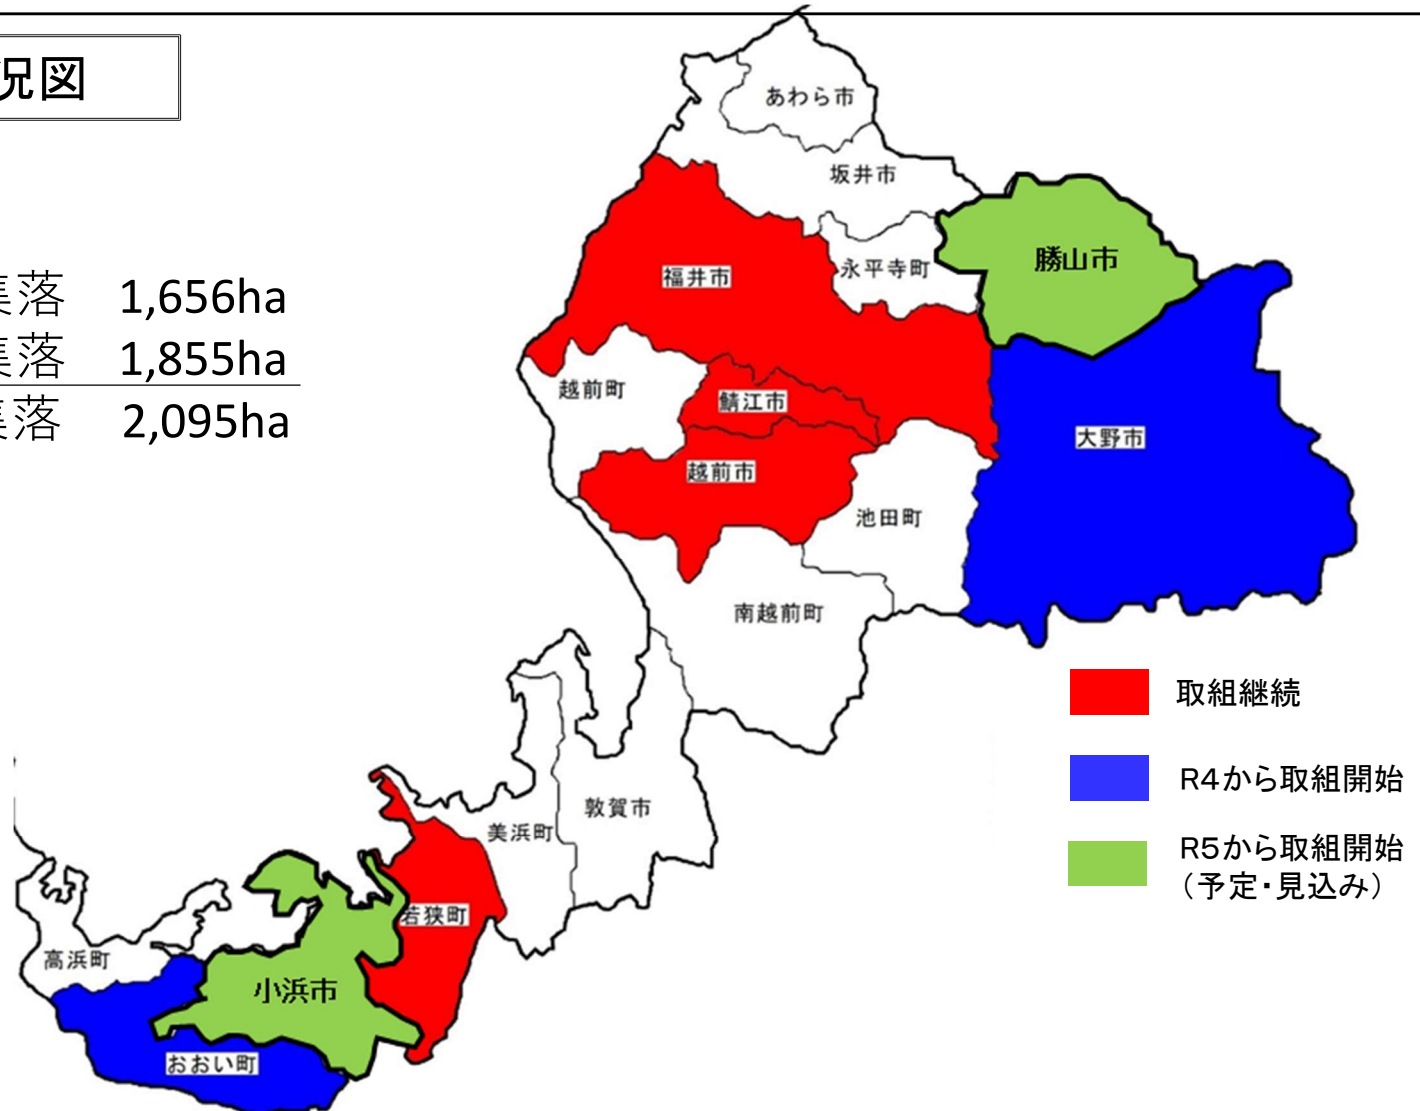 況図
集落 1,656ha
集落 1,855ha
集落 2,095ha
あわら市
坂井市
勝山市
永平寺町
福井市
越前町
鯖江市
大野市
越前市
池田町
南越前町
取組継続
R4から取組開始
敦賀市
美浜町
R5から取組開始
（予定・見込み）
若狭町
高浜町
小浜市
おおい町